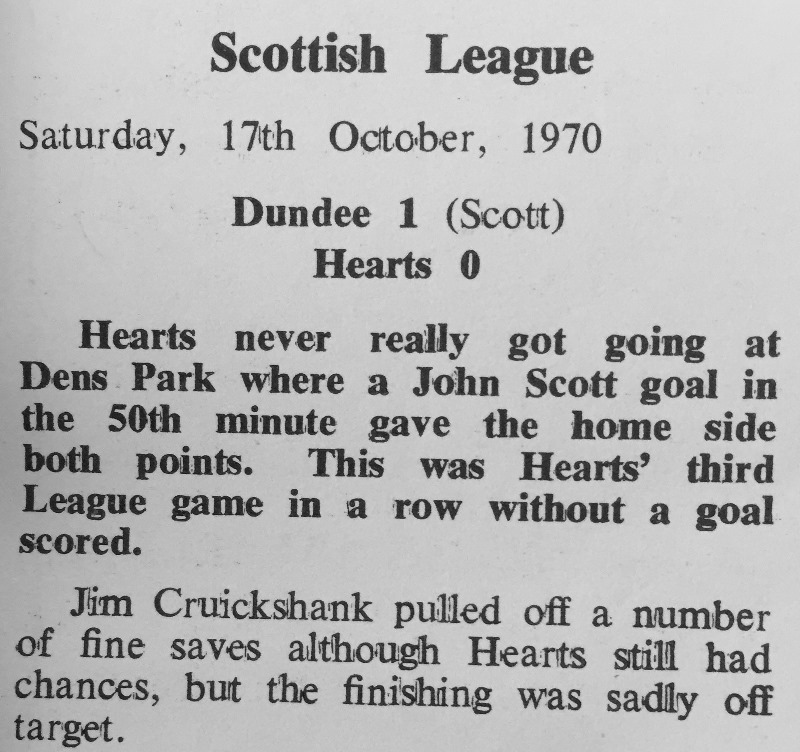 Scottish League
Saturday, 17th October, 1970
Dundee 1 (Scott)
Hearts 0
Hearts never really got going at
Dens Park where a John Scott goal in
the 50th minute gave the home side
both points. This was Hearts' third
League game in a row without a goal
scored.
Jim Cruickshank pulled off a number
of fine saves although Hearts still had
chances, but the finishing was sadly off
target.